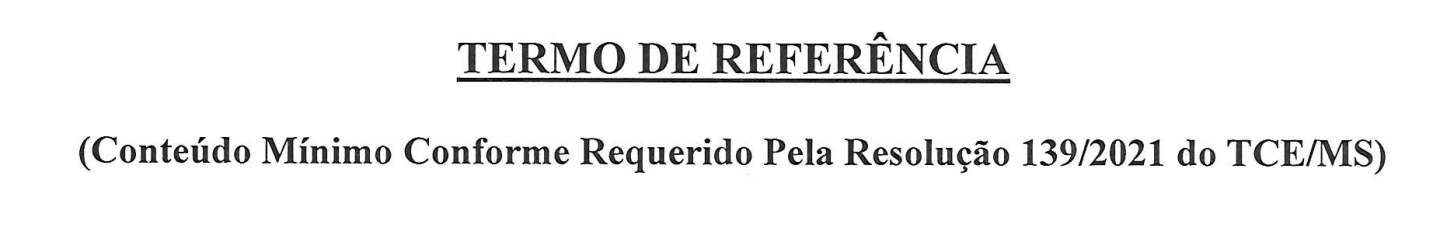 TERMO DE REFERÊNCIA
(Conteúdo Mínimo Conforme Requerido Pela Resolução 139/2021 do TCE/MS)